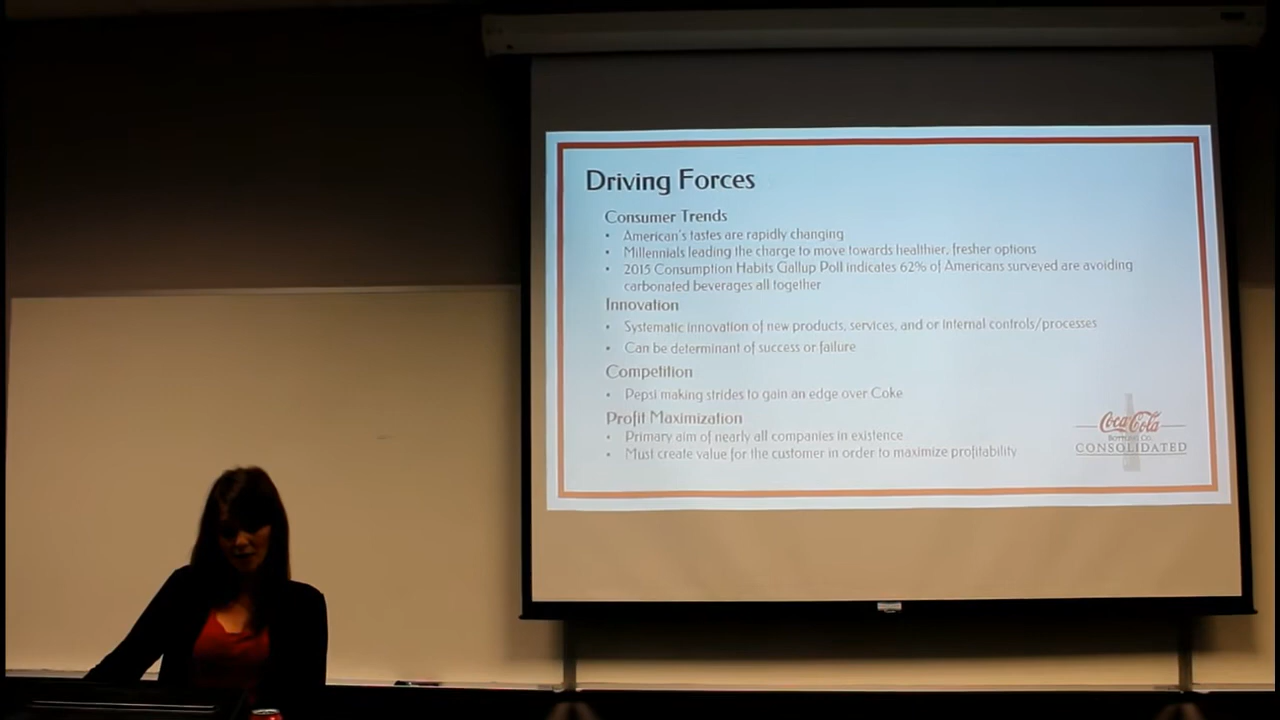 Driving Forces
Consumer Trends
• American's tastes are rapidly changing
• Millennials leading the charge to move towards healthier, fresher options
• 2015 Consumption Habits Gallup Poll indicates 62% of Americans surveyed are avoiding
carbonated beverages all together
Innovation
• Systematic innovation of new products, services, and or internal controls/processes
• Can be determinant of success or failure
Competition
• Pepsi making strides to gain an edge over Coke
Profit Maximization
• Primary aim of nearly all companies in existence
• Must create value for the customer in order to maximize profitability
Coca-Cola
BOTTLING CO.
CONSOLIDATED